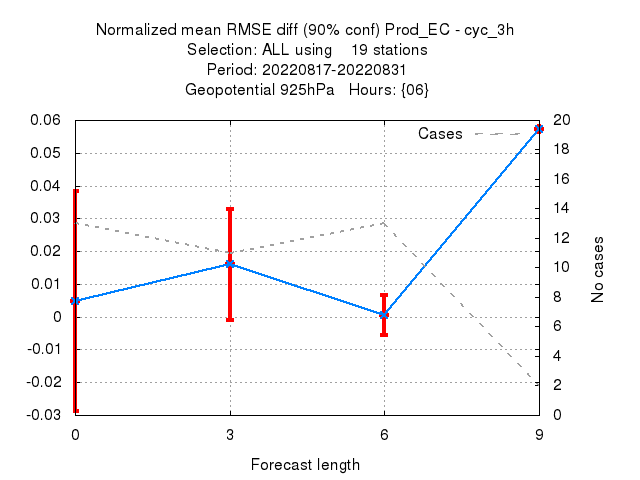 Normalized mean RMSE diff (90% conf) Prod_EC - cyc_3h
Selection: ALL using    19 stations
Period: 20220817-20220831
Geopotential 925hPa   Hours: {06}
Cases
0.06
0.05
0.04
0.03
0.02
0.01
0
-0.01
-0.02
-0.03
20
18
16
14
12
10
8
6
4
2
0
No cases
0 3 6 9
Forecast length